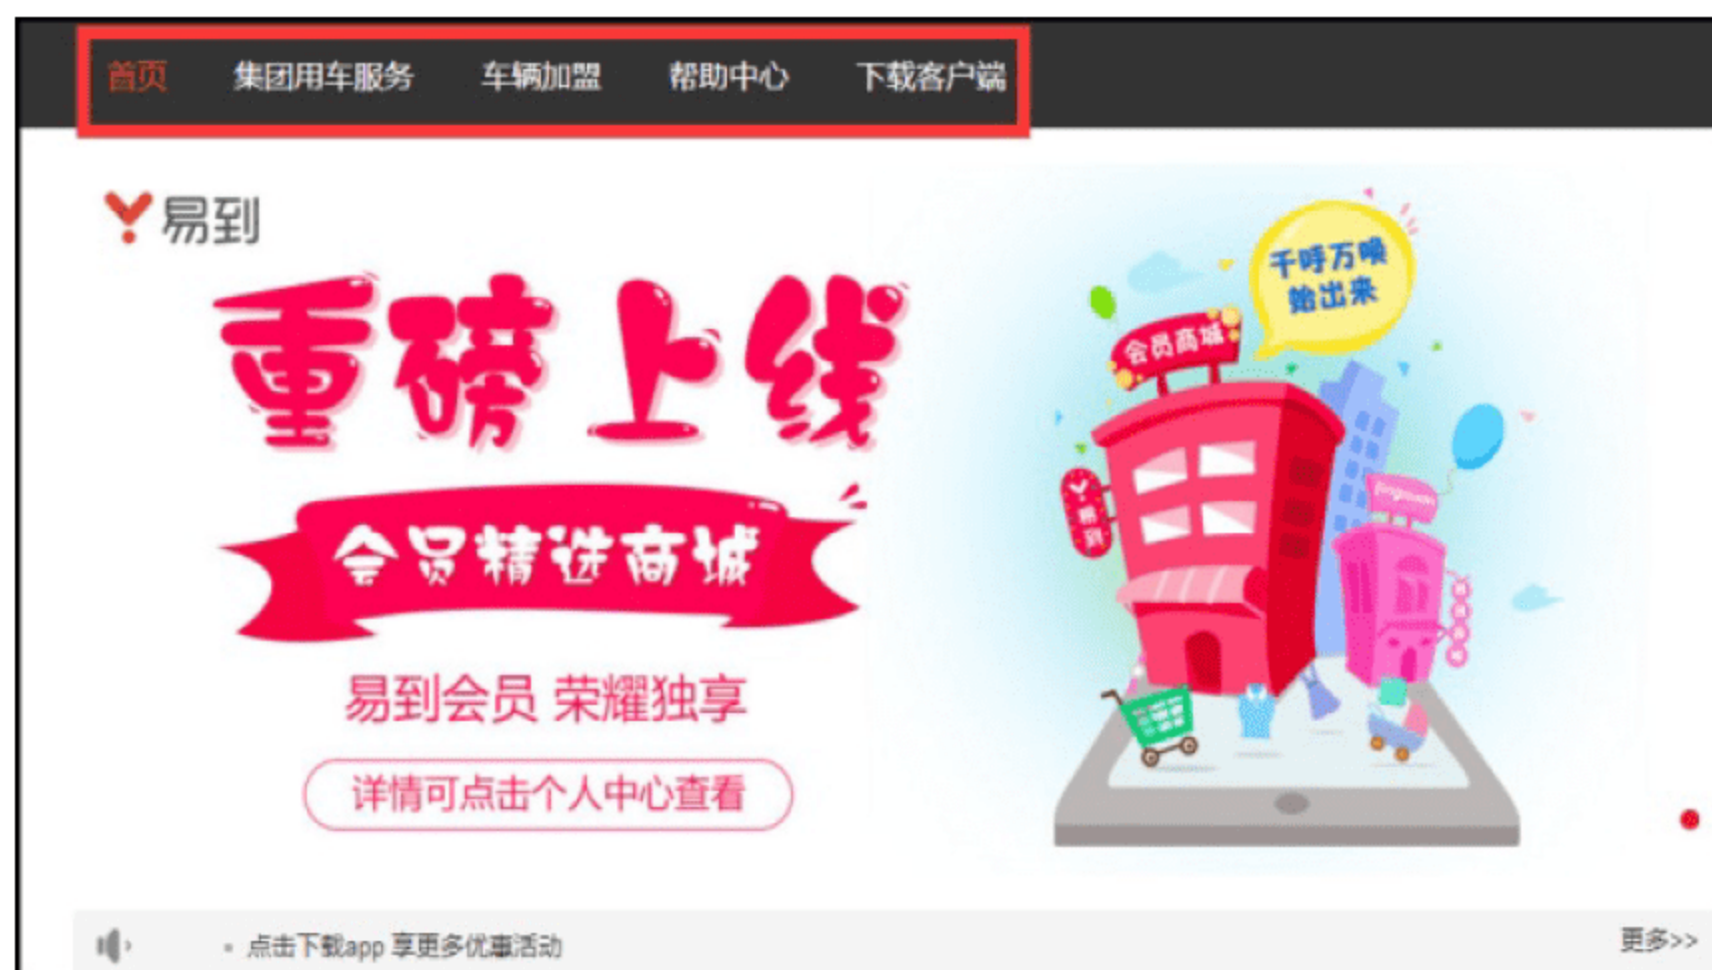 首页 集团用车服务 车辆加盟 帮助中心 下载客户端
易到
重磅上线
会员精选商城
易到会员 荣耀独享
详情可点击个人中心查看
千呼万唤
始出来
会员商城
易到
点击下载app 享更多优惠活动
更多>>